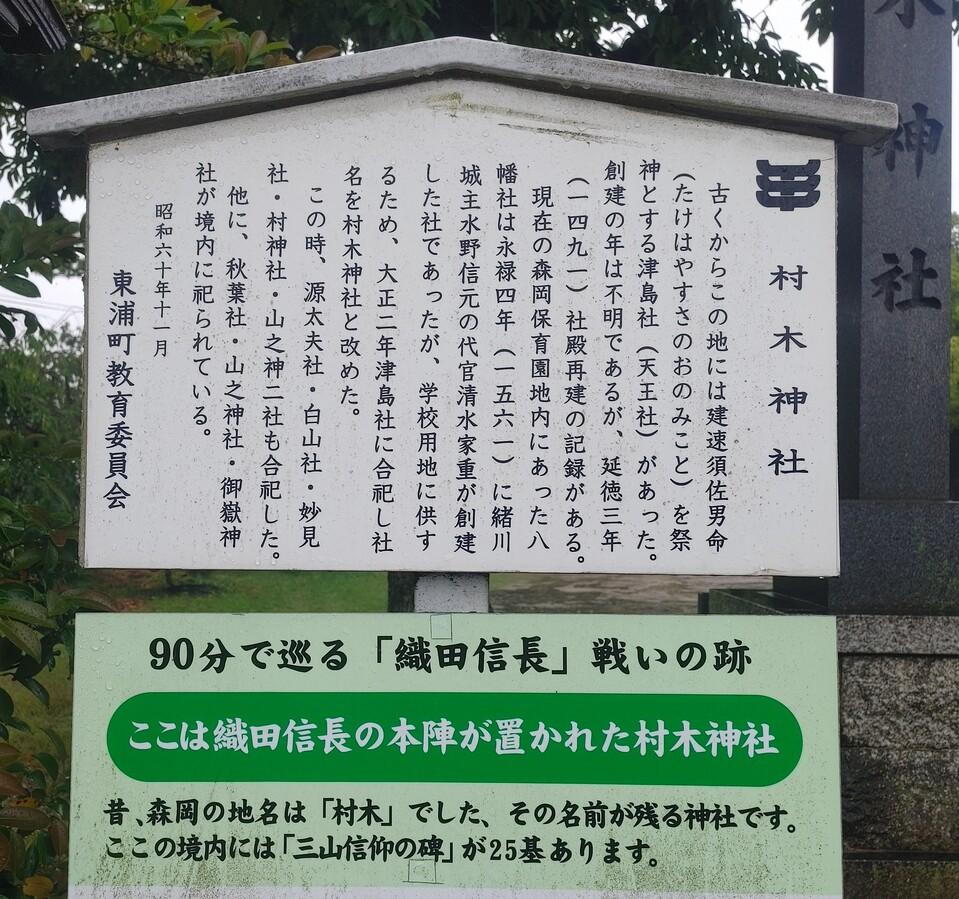 村木神社
古くからこの地には建速須佐男命
(たけはやすさのおのみこと)を祭
神とする津島社(天王社)があった。
創建の年は不明であるが、延徳三年
(一四九一)社殿再建の記録がある。
現在の森岡保育園地内にあった八
幡社は永禄四年(一五六一)に緒川
城主水野信元の代官清水家重が創建
した社であったが、学校用地に供す
るため、大正二年津島社に合祀し社
名を村木神社と改めた。
この時、源太夫社・白山社・妙見
社・村神社・山之神二社も合祀した。
他に、秋葉社・山之神社・御嶽神
社が境内に祀られている。
昭和六十年十一月
東浦町教育委員会
90分で巡る「織田信長」戦いの跡
ここは織田信長の本陣が置かれた村木神社
昔、森岡の地名は「村木」でした、その名前が残る神社です。
ここの境内には「三山信仰の碑」が25基あります。
木神社